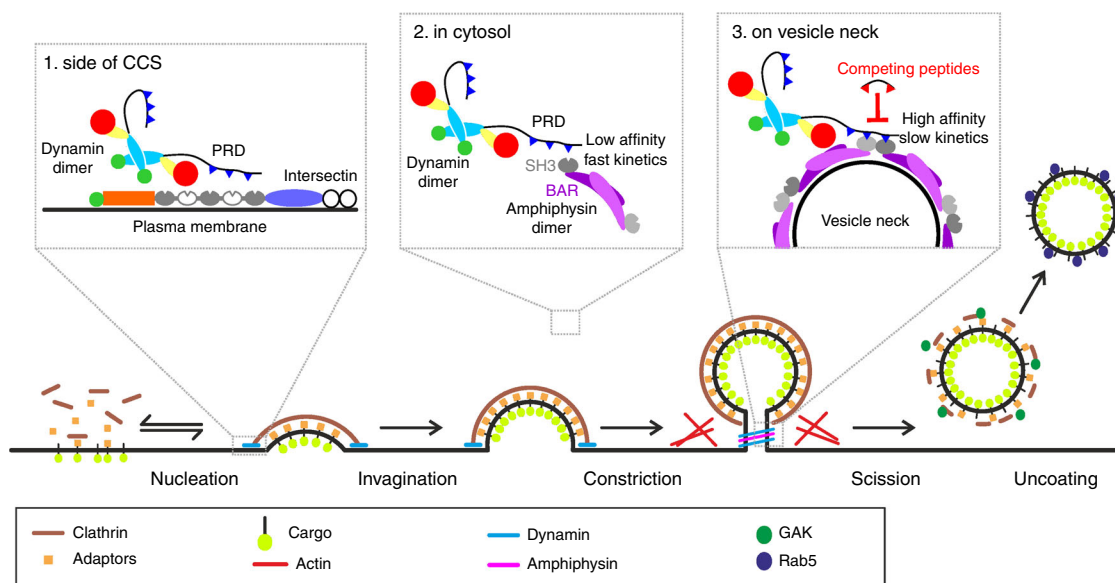 1. side of CCS
Dynamin
dimer
PRD
Intersectin
Plasma membrane
2. in cytosol
PRD
Low affinity
fast kinetics
Dynamin
dimer
SH3
BAR
Amphiphysin
dimer
3. on vesicle neck
Competing peptides
High affinity
slow kinetics
Vesicle neck
Nucleation
Invagination
Constriction
Scission
Uncoating
Clathrin
Adaptors
Cargo
Actin
Dynamin
Amphiphysin
GAK
Rab5